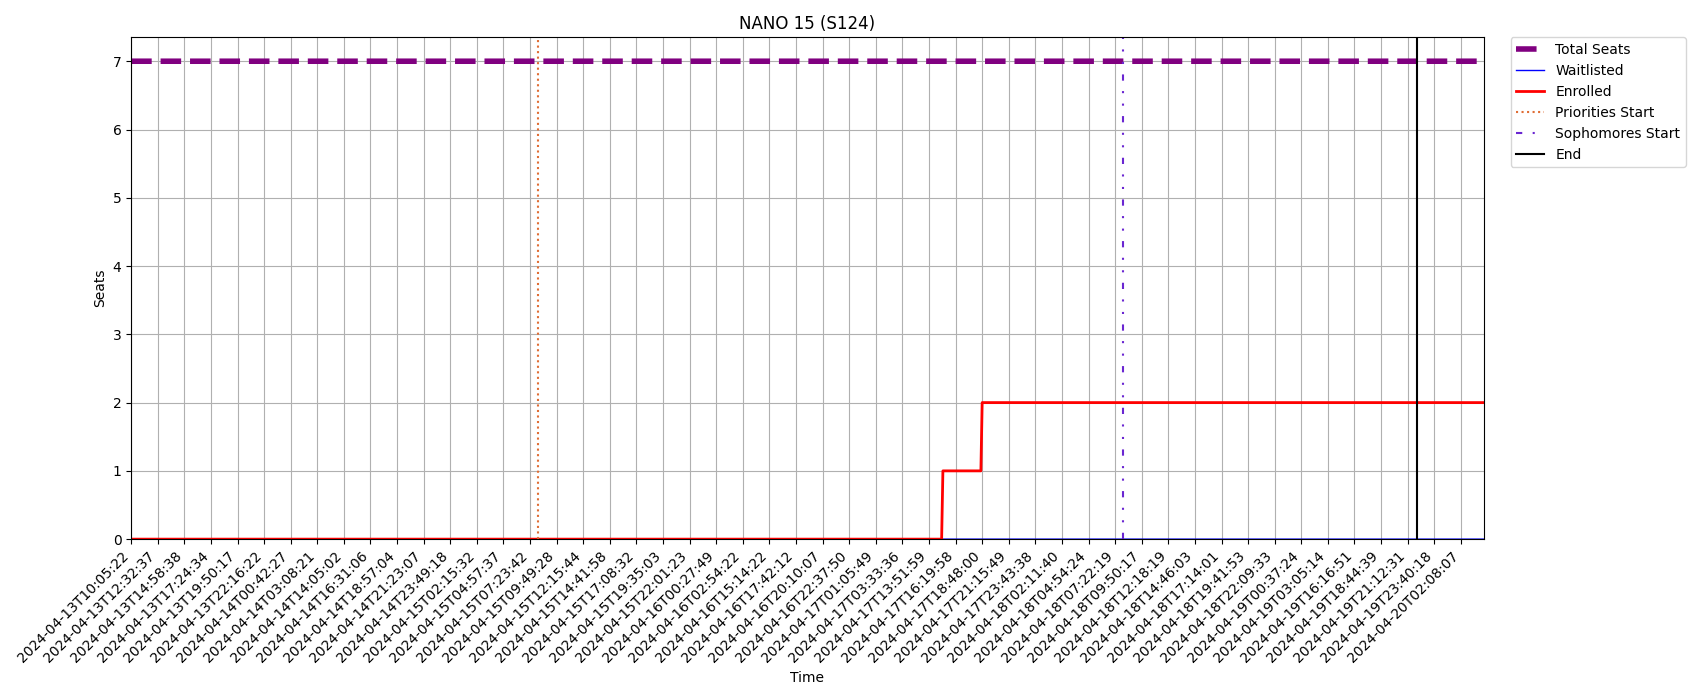 NANO 15 (S124)
Total Seats
Waitlisted
Enrolled
Priorities Start
Sophomores Start
End
Seats
7
6
5
4
3
2
1
0
2024-04-13T10:05:22
2024-04-13T12:32:37
2024-04-13T14:58:38
2024-04-13T17:24:34
2024-04-13T19:50:17
2024-04-13T22:16:22
2024-04-14T00:42:27
2024-04-14T03:08:21
2024-04-14T14:05:02
2024-04-14T16:31:06
2024-04-14T18:57:04
2024-04-14T21:23:07
2024-04-14T23:49:18
2024-04-15T02:15:32
2024-04-15T04:57:37
2024-04-15T07:23:42
2024-04-15T09:49:28
2024-04-15T12:15:44
2024-04-15T14:41:58
2024-04-15T17:08:32
2024-04-15T19:35:03
2024-04-15T22:01:23
2024-04-16T00:27:49
2024-04-16T02:54:22
2024-04-16T15:14:22
2024-04-16T17:42:12
2024-04-16T20:10:07
2024-04-16T22:37:50
2024-04-17T01:05:49
2024-04-17T03:33:36
2024-04-17T13:51:59
2024-04-17T16:19:58
2024-04-17T18:48:00
2024-04-17T21:15:49
2024-04-17T23:43:38
2024-04-18T02:11:40
2024-04-18T04:54:24
2024-04-18T07:22:19
2024-04-18T09:50:17
2024-04-18T12:18:19
2024-04-18T14:46:03
2024-04-18T17:14:01
2024-04-18T19:41:53
2024-04-18T22:09:33
2024-04-19T00:37:24
2024-04-19T03:05:14
2024-04-19T16:16:51
2024-04-19T18:44:39
2024-04-19T21:12:31
2024-04-19T23:40:18
2024-04-20T02:08:07
Time